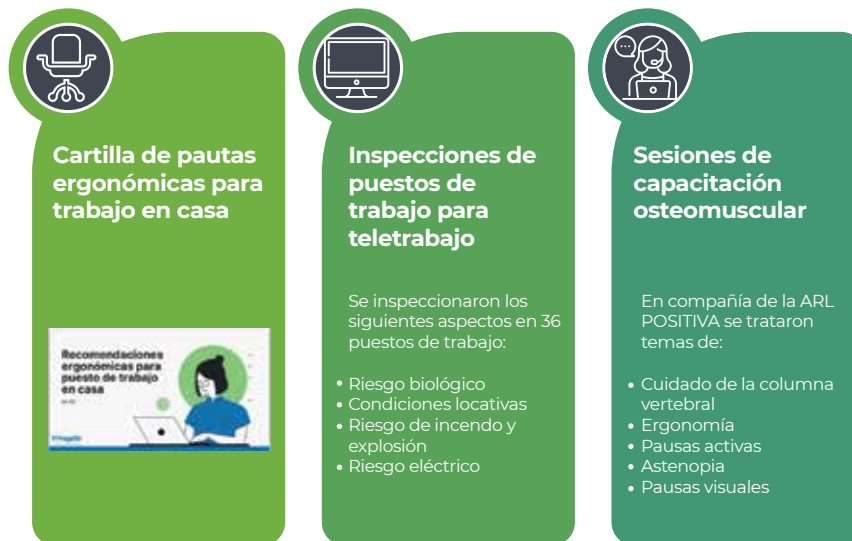 Cartilla de pautas
ergonómicas para
trabajo en casa
Recomendaciones
ergonómicas para
puesto de trabajo
en casa
Inspecciones de
puestos de
trabajo para
teletrabajo
Se inspeccionaron los
siguientes aspectos en 36
puestos de trabajo:
• Riesgo biológico
• Condiciones locativas
• Riesgo de incendo y
explosión
• Riesgo eléctrico
Sesiones de
capacitación
osteomuscular
En compañía de la ARL
POSITIVA se trataron
temas de:
• Cuidado de la columna
vertebral
• Ergonomía
• Pausas activas
• Astenopia
• Pausas visuales